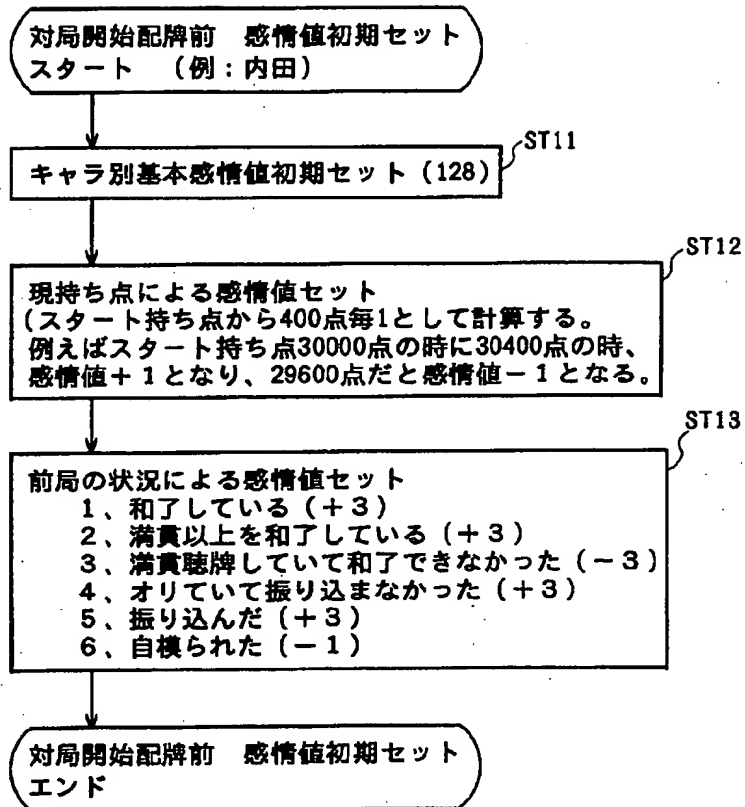 対局開始配牌前 感情値初期セット
スタート (例:内田)
ST11
キャラ別基本感情値初期セット(128)
ST12
現持ち点による感情値セット
(スタート持ち点から400点毎1として計算する。
例えばスタート持ち点30000点の時に30400点の時、
感情値+1となり、29600点だと感情値-1となる。
ST13
前局の状況による感情値セット
1、和了している(+3)
2、満貫以上を和了している(+3)
3、満貫聴牌していて和了できなかった(-3)
4、オリていて振り込まなかった(+3)
5、振り込んだ(+3)
6、自模られた(-1)
対局開始配牌前 感情値初期セット
エンド